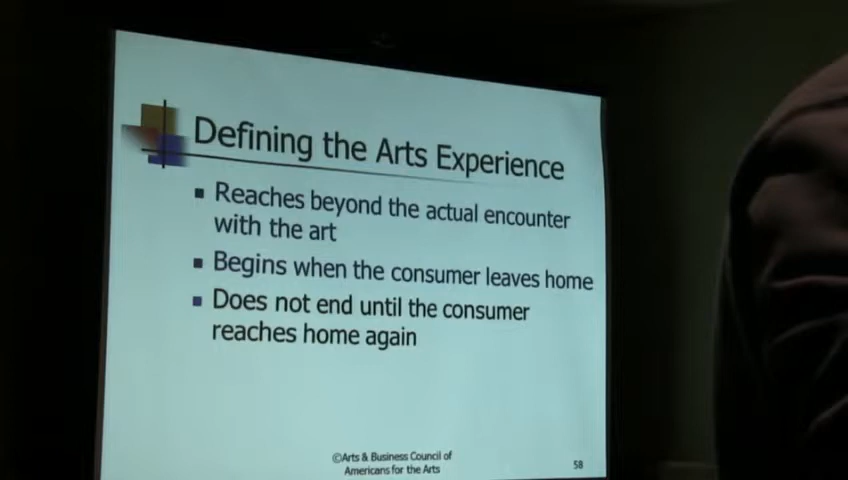 Defining the Arts Experience
Reaches beyond the actual encounter
with the art
Begins when the consumer leaves home
Does not end until the consumer
reaches home again
©Arts & Business Council of
Americans for the Arts
58